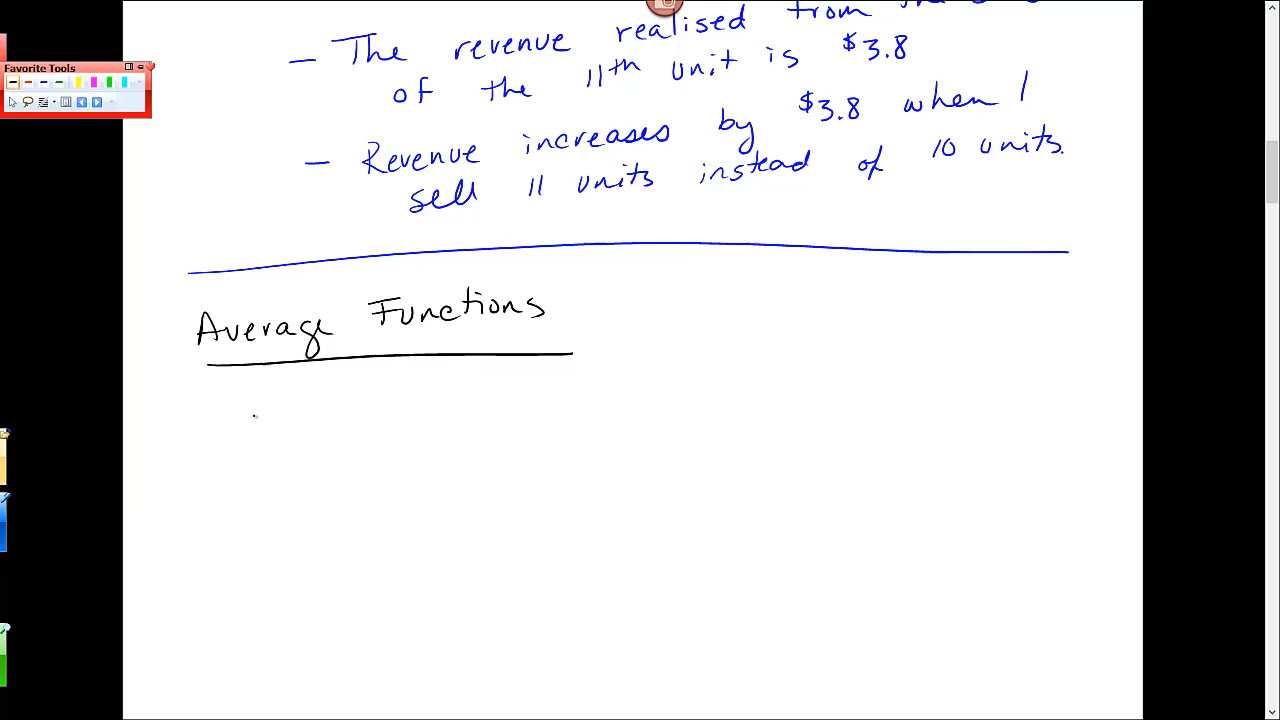 - The revenue realised from
of the 11th unit is $3.8
Favorite Tools
- Revenue increases by $3.8 when I
sell 11 units instead of 10 units.
Average Functions